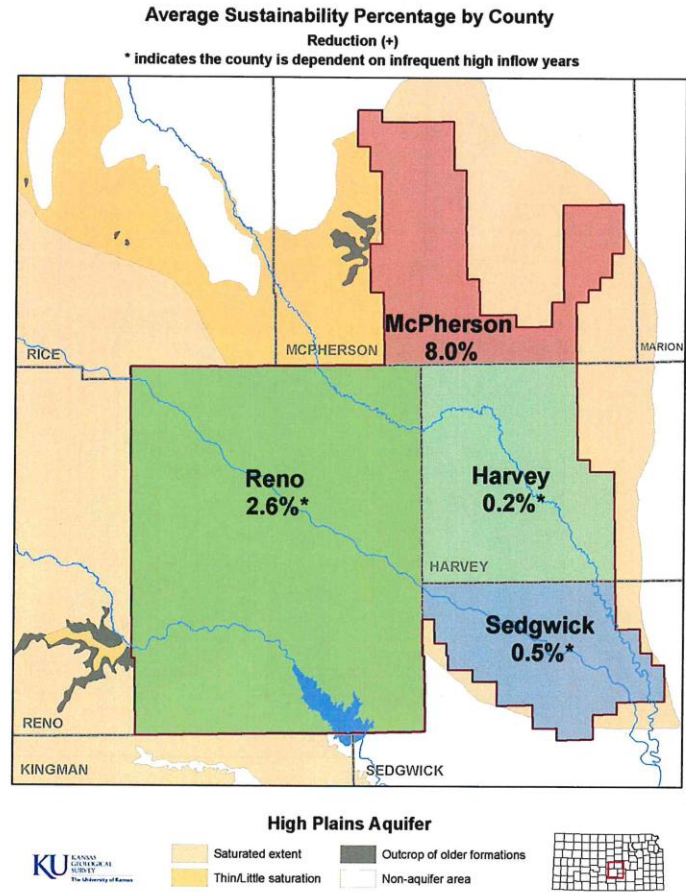 Average Sustainability Percentage by County
Reduction (+)
* indicates the county is dependent on infrequent high inflow years
McPherson
8.0%
RICE
MCPHERSON
MARION
Reno
2.6%*
Harvey
0.2%*
HARVEY
Sedgwick
0.5%*
RENO
KINGMAN
SEDGWICK
High Plains Aquifer
KU
KANSAS
GEOLOGICAL
SURVEY
The University of Kansas
Saturated extent
Thin/Little saturation
Outcrop of older formations
Non-aquifer area